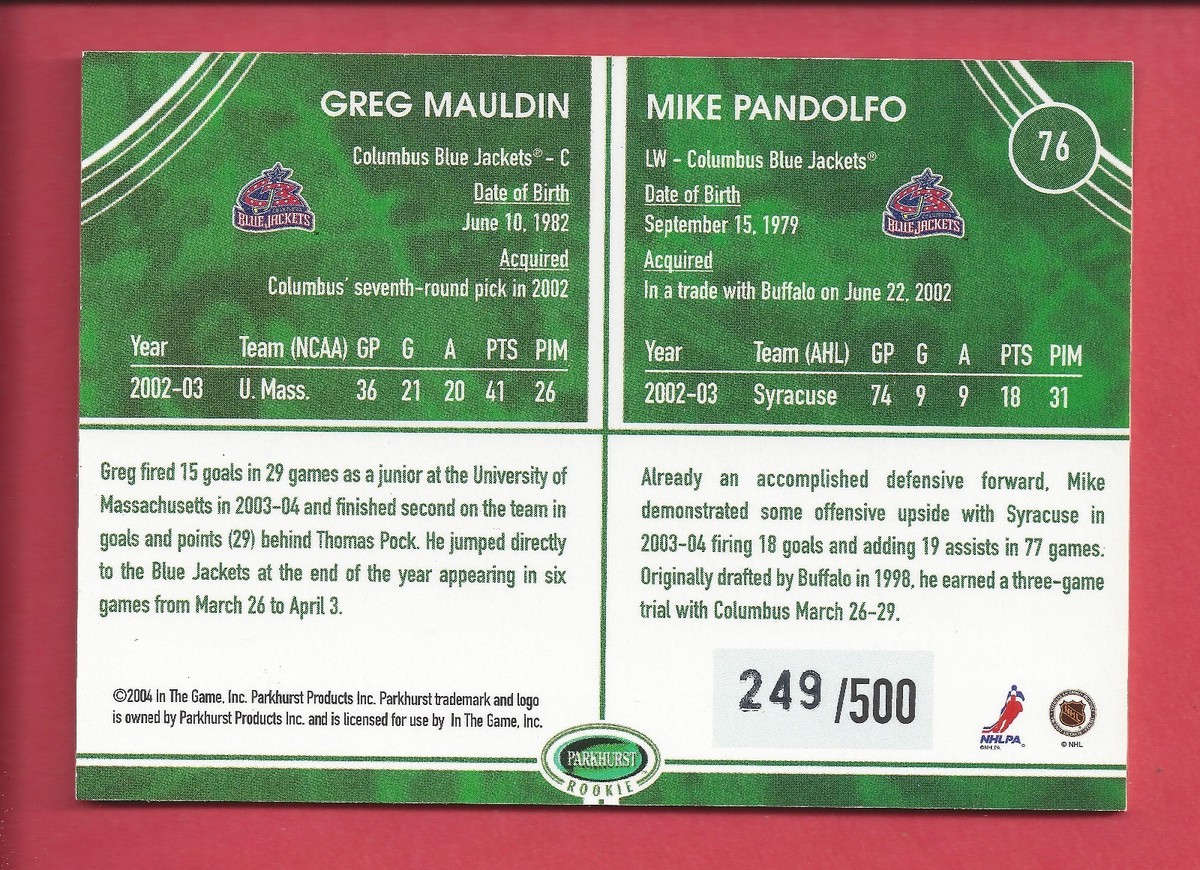 GREG MAULDIN
Columbus Blue Jackets® - C
Date of Birth
June 10, 1982
Acquired
Columbus' seventh-round pick in 2002
BLUE JACKETS
Year Team (NCAA) GP G A PTS PIM
2002-03 U. Mass. 36 21 20 41 26
Greg fired 15 goals in 29 games as a junior at the University of
Massachusetts in 2003-04 and finished second on the team in
goals and points (29) behind Thomas Pock. He jumped directly
to the Blue Jackets at the end of the year appearing in six
games from March 26 to April 3.
©2004 In The Game, Inc. Parkhurst Products Inc. Parkhurst trademark and logo
is owned by Parkhurst Products Inc. and is licensed for use by In The Game, Inc.
MIKE PANDOLFO
76
LW - Columbus Blue Jackets®
Date of Birth
September 15, 1979
Acquired
In a trade with Buffalo on June 22, 2002
BLUE JACKETS
Year Team (AHL) GP G A PTS PIM
2002-03 Syracuse 74 9 9 18 31
Already an accomplished defensive forward, Mike
demonstrated some offensive upside with Syracuse in
2003-04 firing 18 goals and adding 19 assists in 77 games.
Originally drafted by Buffalo in 1998, he earned a three-game
trial with Columbus March 26-29.
249 /500
NHLPA
©NHLPA
© NHL
PARKHURST
ROOKIE